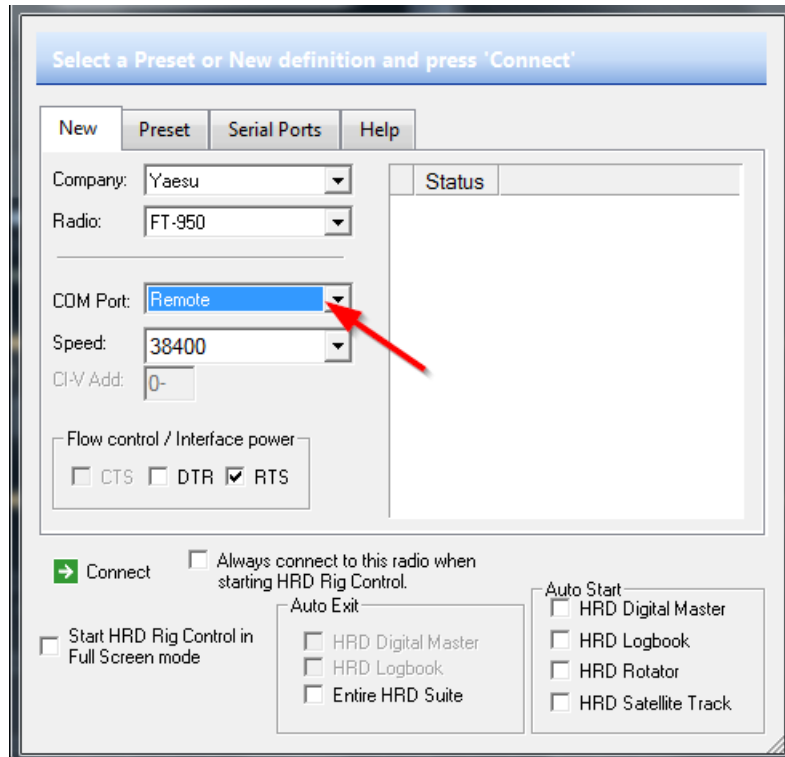 Select a Preset or New definition and press 'Connect'
New Preset Serial Ports Help
Company: Yaesu
Status
Radio: FT-950
COM Port: Remote
Speed: 38400
CI-V Add: 0-
Flow control / Interface power
CTS DTR RTS
Connect
Always connect to this radio when
starting HRD Rig Control.
Start HRD Rig Control in
Full Screen mode
Auto Exit
HRD Digital Master
HRD Logbook
Entire HRD Suite
Auto Start
HRD Digital Master
HRD Logbook
HRD Rotator
HRD Satellite Track